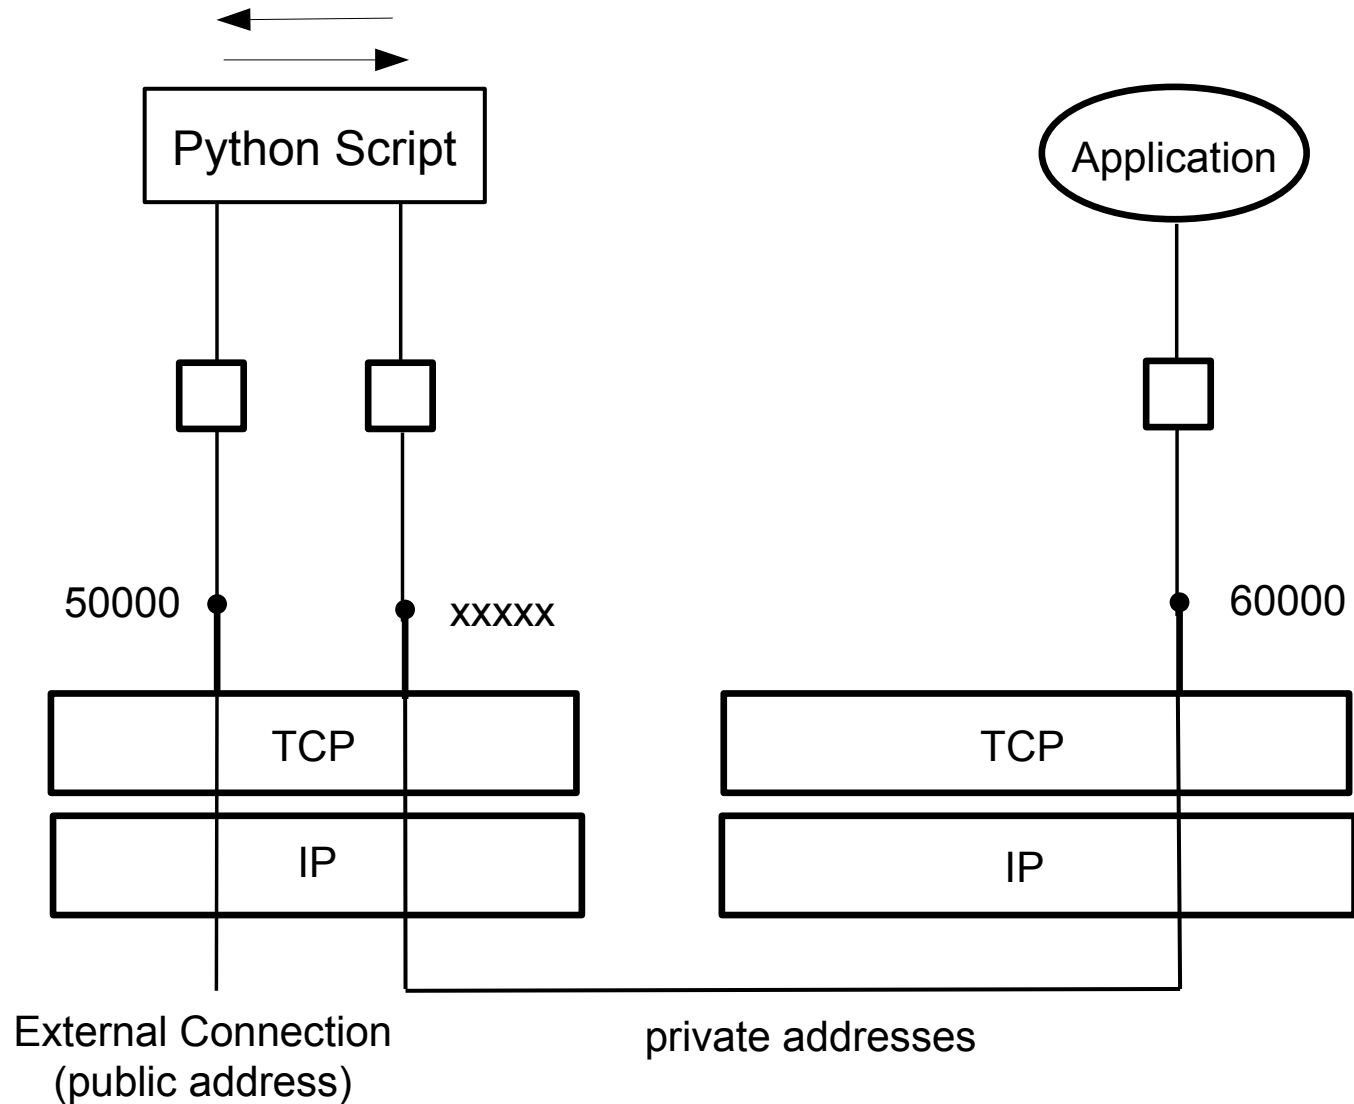 Python Script
Application
50000
xxxxx
60000
TCP
TCP
IP
IP
External Connection
(public address)
private addresses